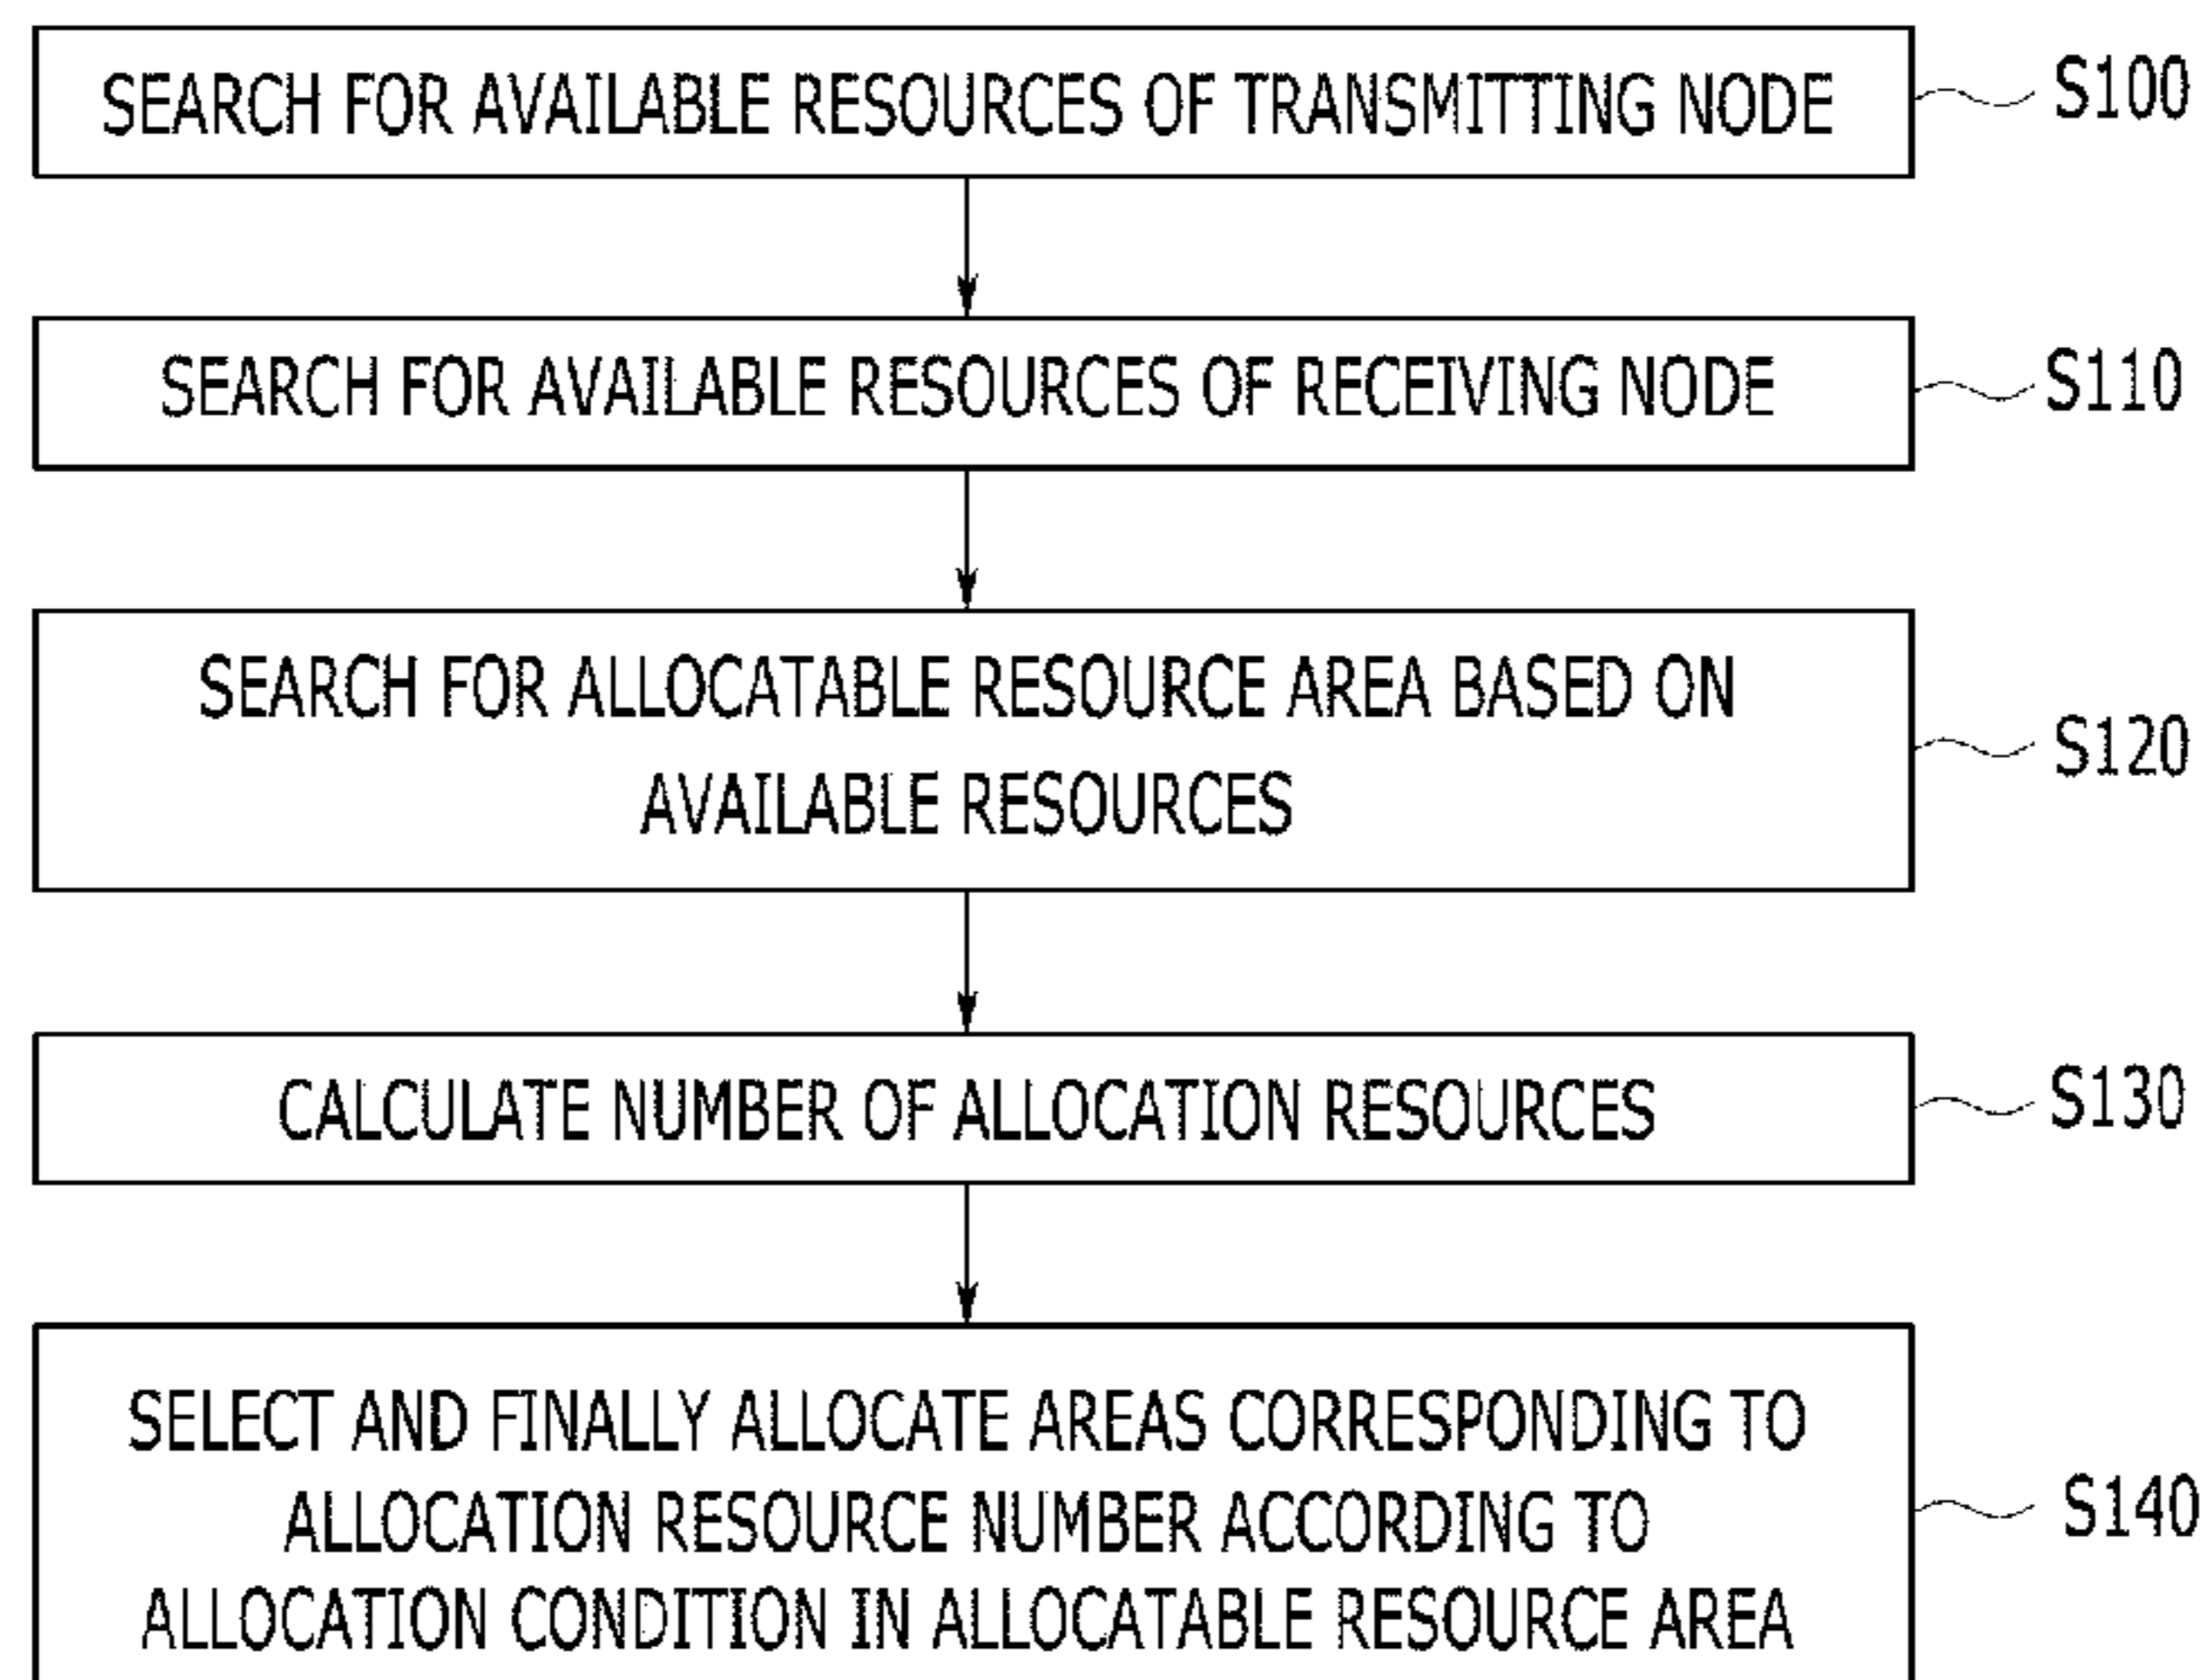 SEARCH FOR AVAILABLE RESOURCES OF TRANSMITTING NODE
S100
SEARCH FOR AVAILABLE RESOURCES OF RECEIVING NODE
S110
SEARCH FOR ALLOCATABLE RESOURCE AREA BASED ON
AVAILABLE RESOURCES
S120
CALCULATE NUMBER OF ALLOCATION RESOURCES
S130
SELECT AND FINALLY ALLOCATE AREAS CORRESPONDING TO
ALLOCATION RESOURCE NUMBER ACCORDING TO
ALLOCATION CONDITION IN ALLOCATABLE RESOURCE AREA
S140